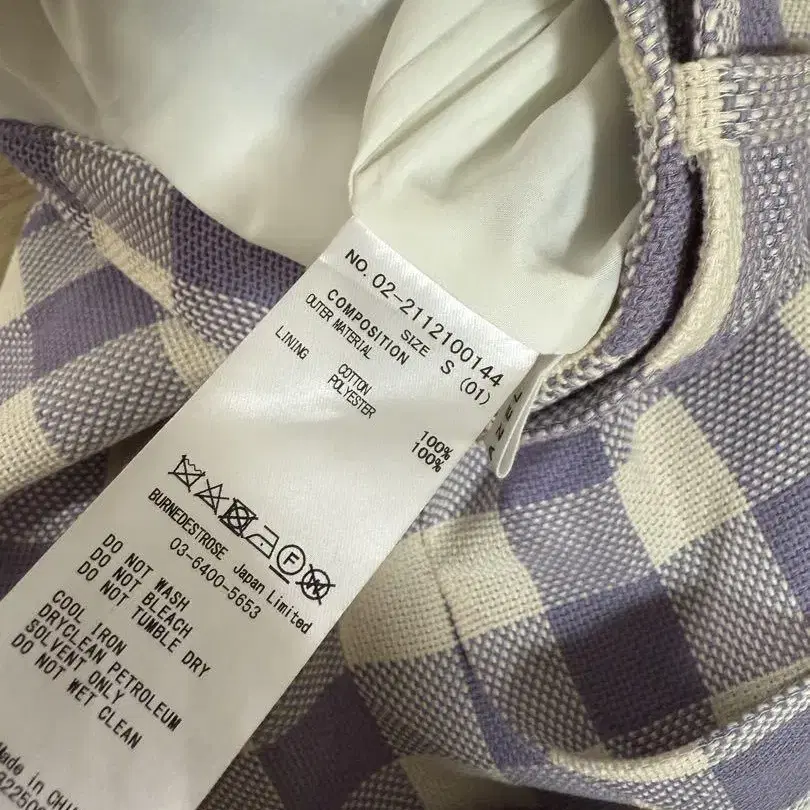 NO. 02-2112100144
SIZE S (01)
COMPOSITION
OUTER MATERIAL
COTTON 100%
LINING POLYESTER 100%
F
BURNEDESTROSE Japan Limited
03-6400-5653
DO NOT WASH
DO NOT BLEACH
DO NOT TUMBLE DRY
COOL IRON
DRYCLEAN PETROLEUM
SOLVENT ONLY
DO NOT WET CLEAN
Made in